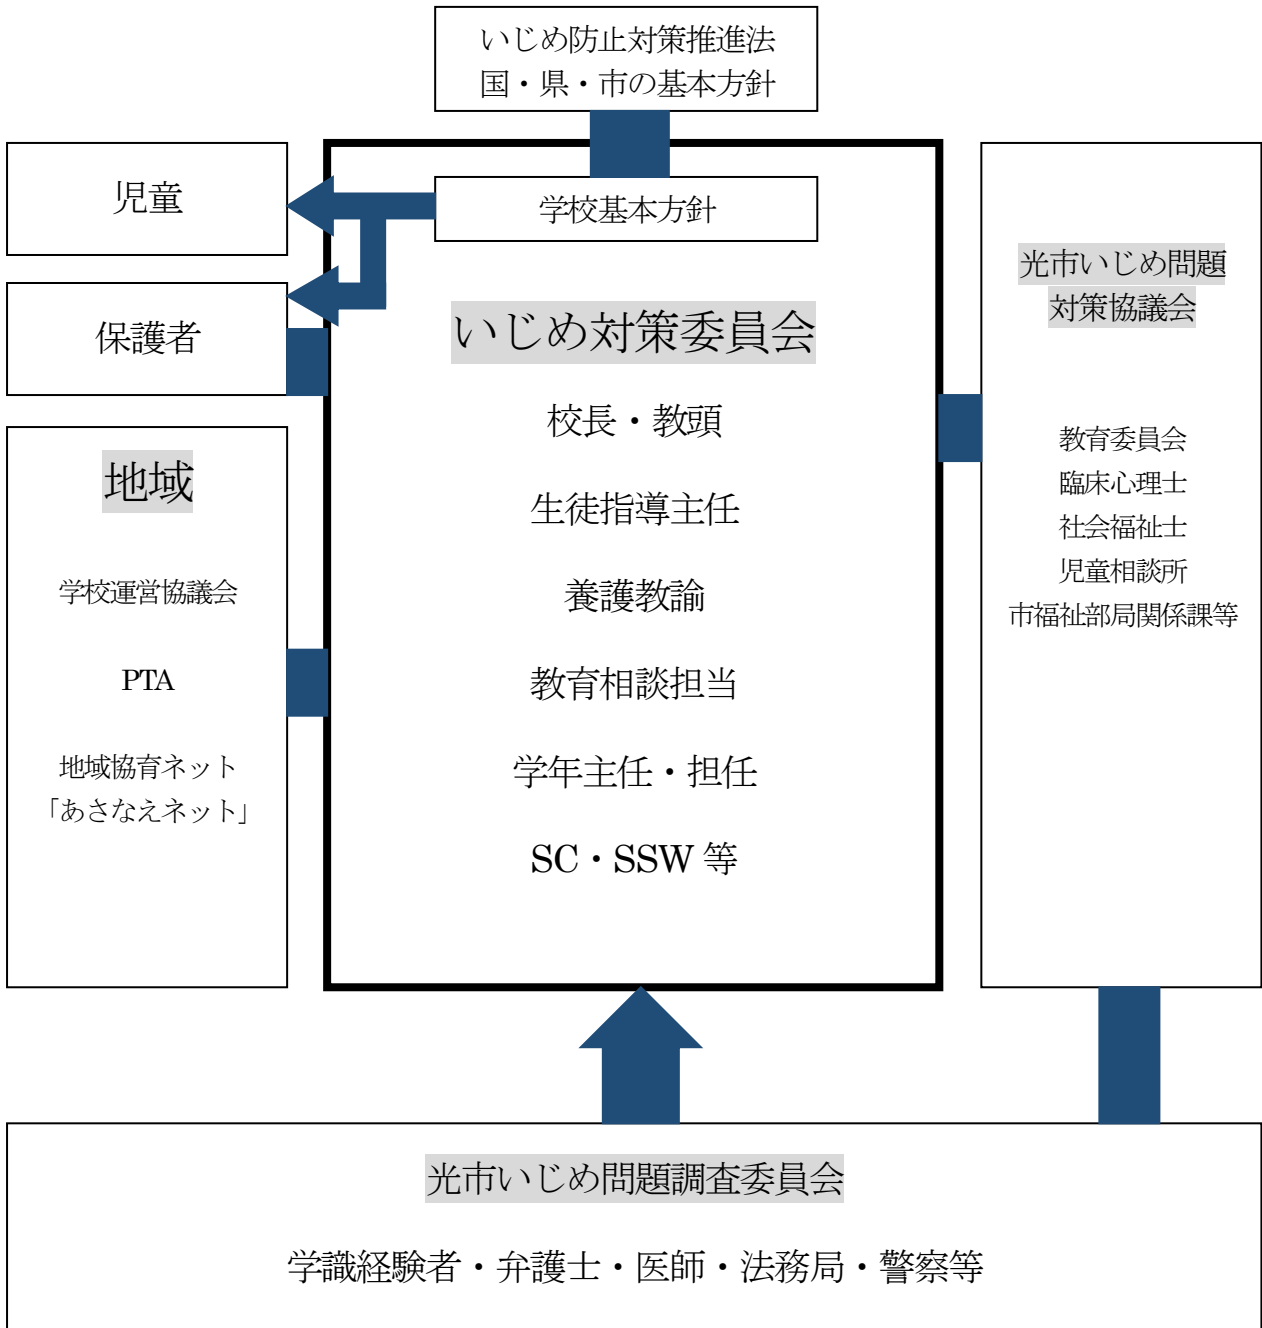 いじめ防止対策推進法
国・県・市の基本方針
児童
学校基本方針
保護者
いじめ対策委員会
校長・教頭
生徒指導主任
養護教諭
教育相談担当
学年主任・担任
SC・SSW 等
地域
学校運営協議会
PTA
地域協育ネット
「あさなえネット」
光市いじめ問題
対策協議会
教育委員会
臨床心理士
社会福祉士
児童相談所
市福祉部局関係課等
光市いじめ問題調査委員会
学識経験者・弁護士・医師・法務局・警察等